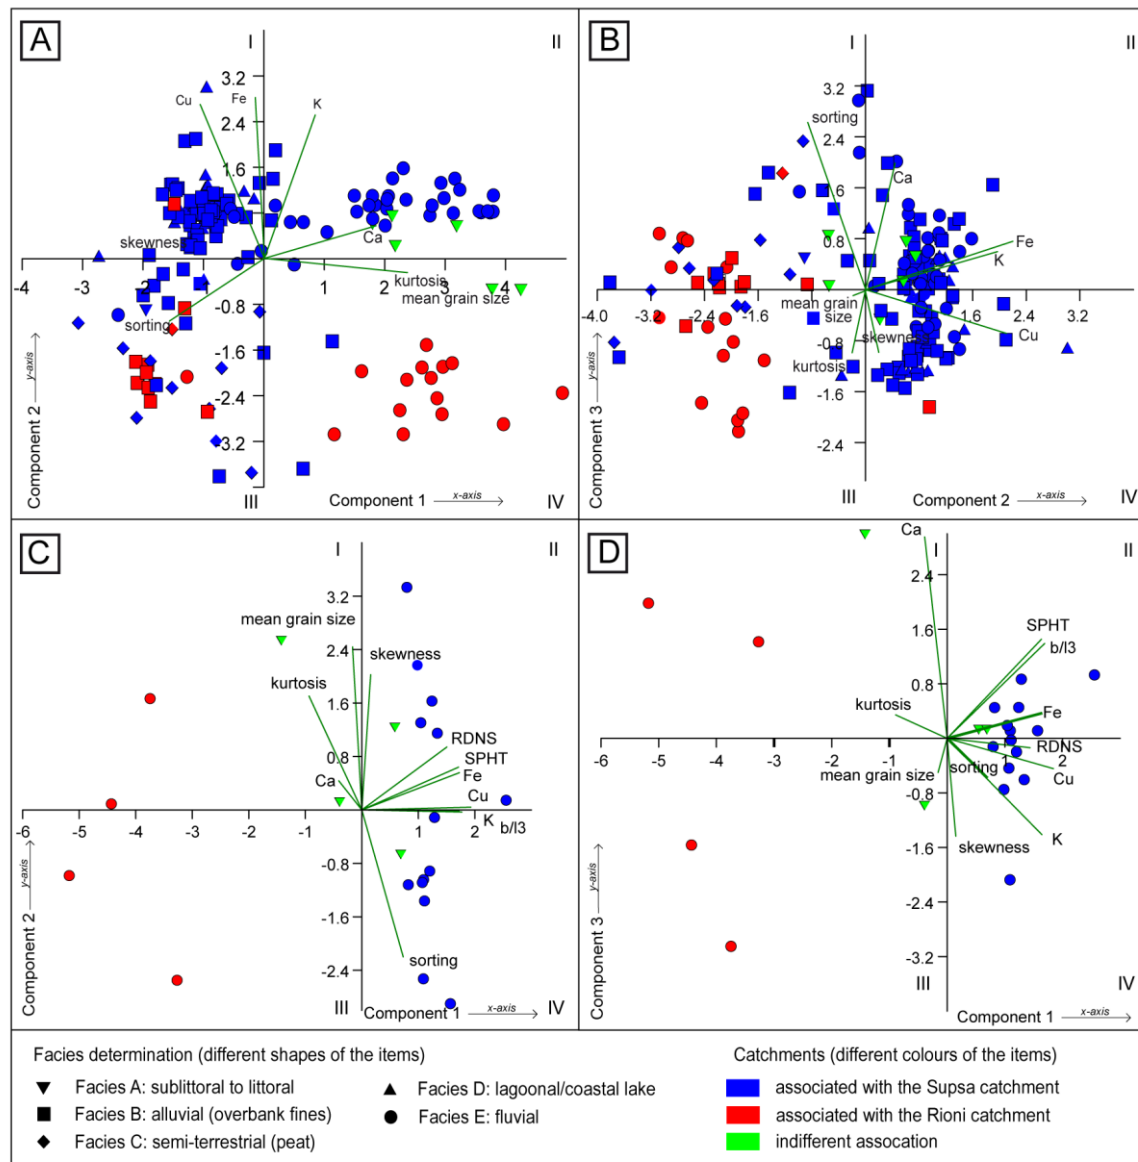 A
I
II
3.2
Cu
Fe
K
2.4
1.6
Ca
skewnes
-4
-3
-2
-1
1
2
3
4
kurtosis
mean grain size
-0.8
sorting
-1.6
-2.4
-3.2
Component 2
y-axis
III
Component 1
x-axis
IV
B
I
II
3.2
sorting
2.4
Ca
6
0.8
Fe
K
-4.0
-3.2
-2.4
-1.6
mean grain
size
1.6
2.4
3.2
Cu
skewness
-0.8
kurtosis
-1.6
-2.4
Component 3
y-axis
III
Component 2
x-axis
IV
C
I
II
3.2
mean grain size
2.4
skewness
kurtosis
1.6
RDNS
0.8
SPHT
Fe
Ca
Cu
K
b/l3
-6
-5
-4
-3
-2
-1
1
2
-0.8
-1.6
sorting
-2.4
Component 2
y-axis
III
Component 1
x-axis
IV
D
Ca
I
II
2.4
1.6
SPHT
b/l3
0.8
kurtosis
Fe
RDNS
-6
-5
-4
-3
-2
-1
1
2
mean grain size
sorting
Cu
-0.8
K
skewness
-1.6
-2.4
-3.2
Component 3
y-axis
III
IV
Component 1
x-axis
Facies determination (different shapes of the items)
Catchments (different colours of the items)
Facies A: sublittoral to littoral
Facies D: lagoonal/coastal lake
associated with the Supsa catchment
Facies B: alluvial (overbank fines)
Facies E: fluvial
associated with the Rioni catchment
Facies C: semi-terrestrial (peat)
indifferent assocation